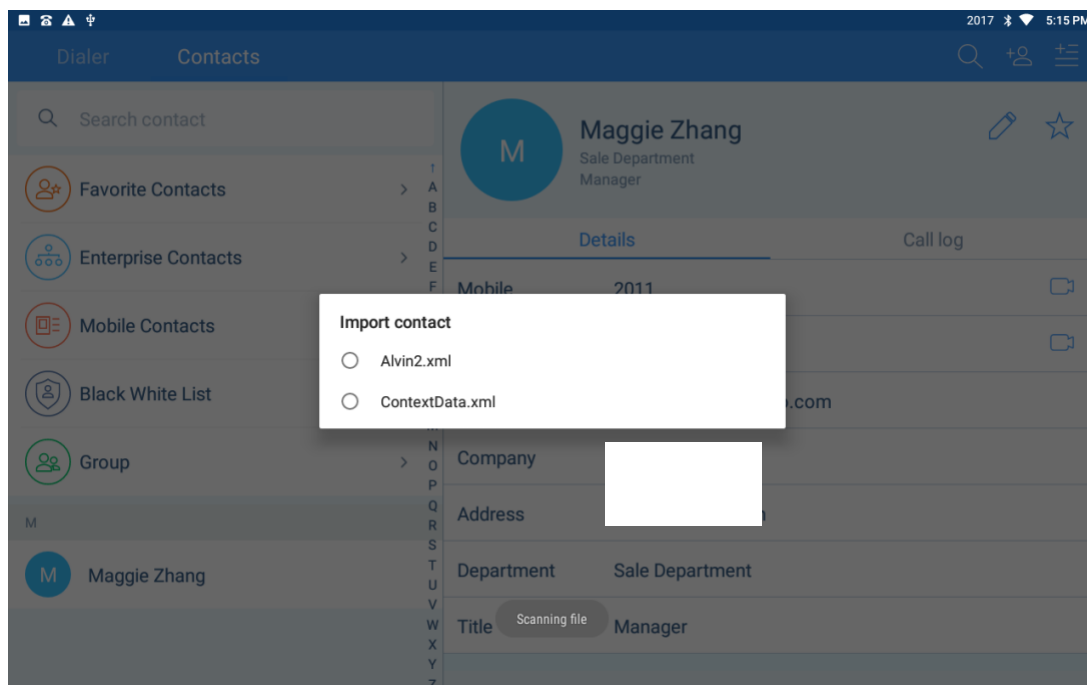 2017 5:15 PM
Dialer Contacts
Search contact
Maggie Zhang
Sale Department
Manager
M
Favorite Contacts
Enterprise Contacts
Mobile Contacts
Black White List
Group
M
M Maggie Zhang
↑
A
B
C
D
E
F
N
O
P
Q
R
S
T
U
V
W
X
Y
Z
Details Call log
Mobile 2011
Import contact
Alvin2.xml
ContextData.xml
.com
Company
Address
Department Sale Department
Title Manager
Scanning file